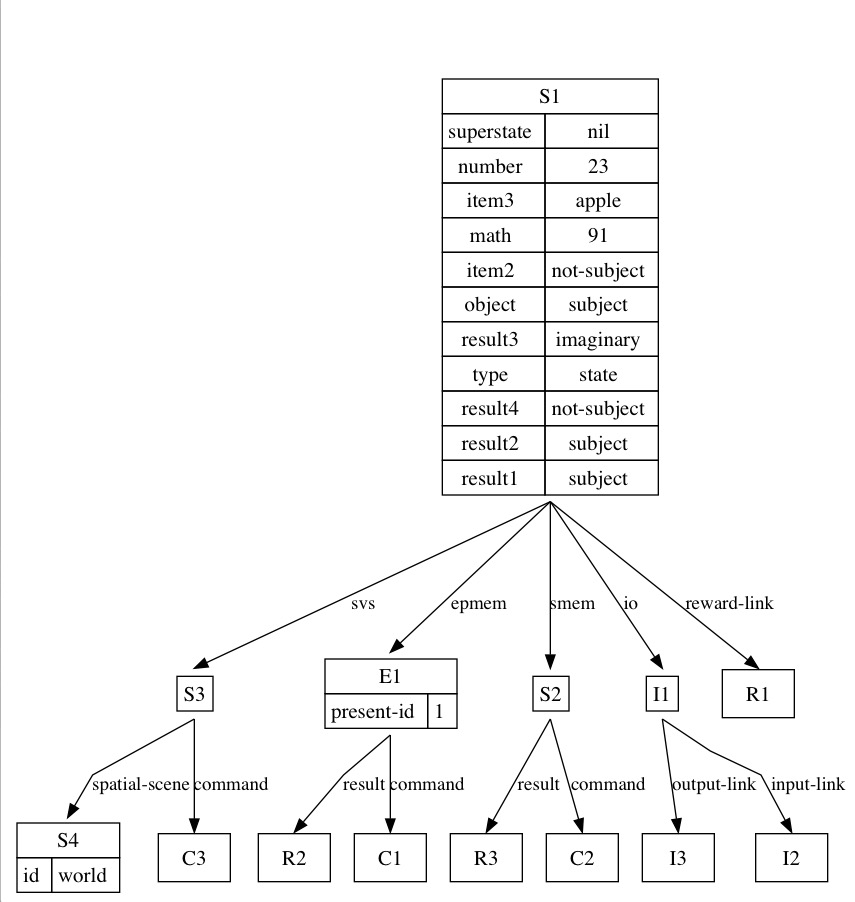 S1
superstate nil
number 23
item3 apple
math 91
item2 not-subject
object subject
result3 imaginary
type state
result4 not-subject
result2 subject
result1 subject
svs epmem smem io reward-link
S3 E1 S2 I1 R1
present-id 1
spatial-scene command result command result command output-link input-link
S4 C3 R2 C1 R3 C2 I3 I2
id world